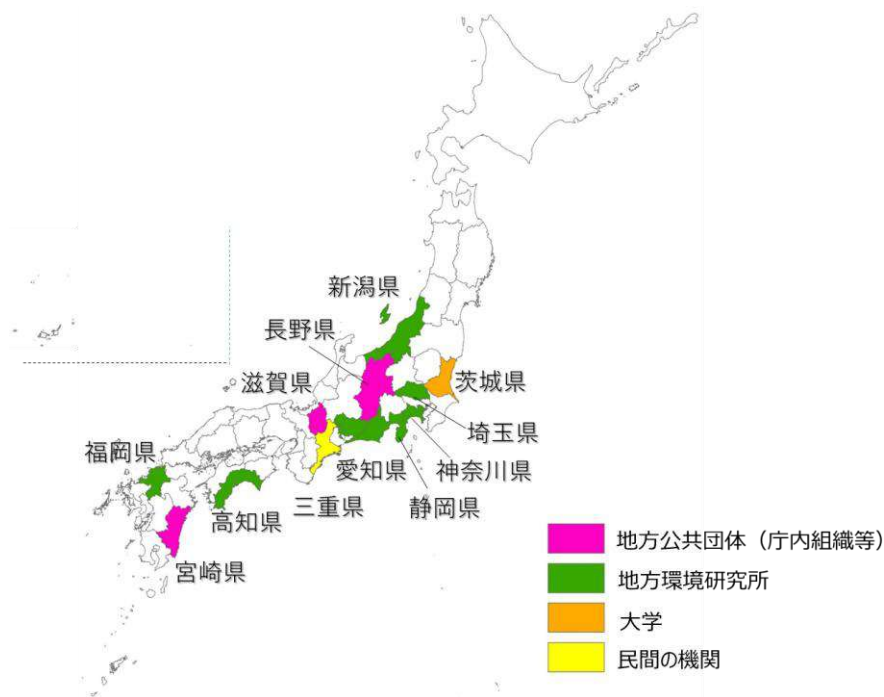 新潟県
長野県
滋賀県
茨城県
埼玉県
福岡県
愛知県
神奈川県
三重県
静岡県
高知県
宮崎県
地方公共団体（庁内組織等）
地方環境研究所
大学
民間の機関